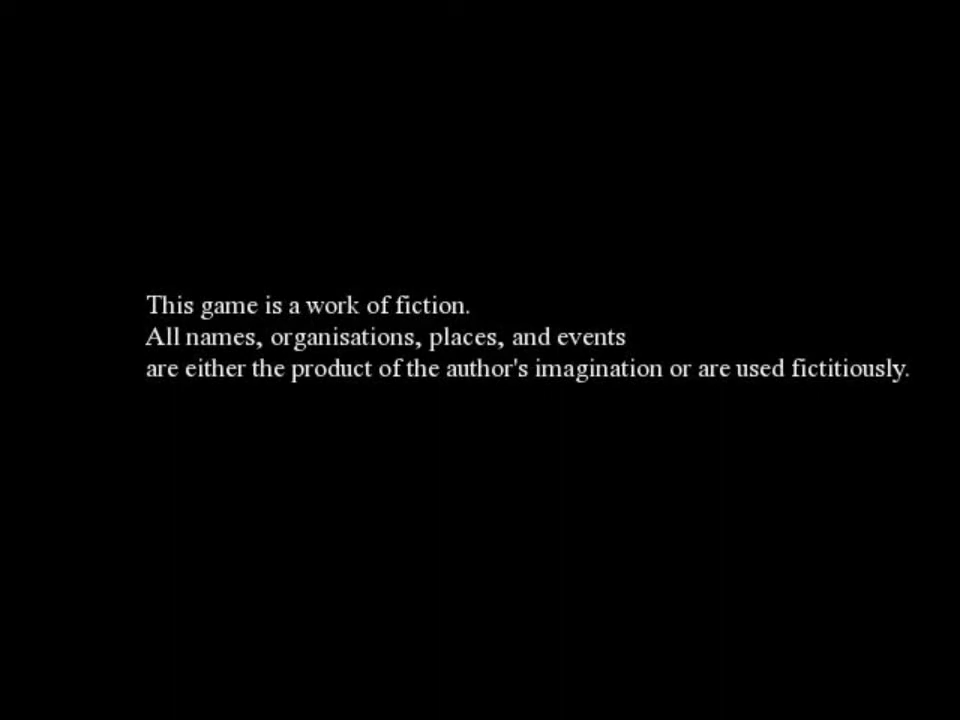 This game is a work of fiction.
All names, organisations, places, and events
are either the product of the author's imagination or are used fictitiously.